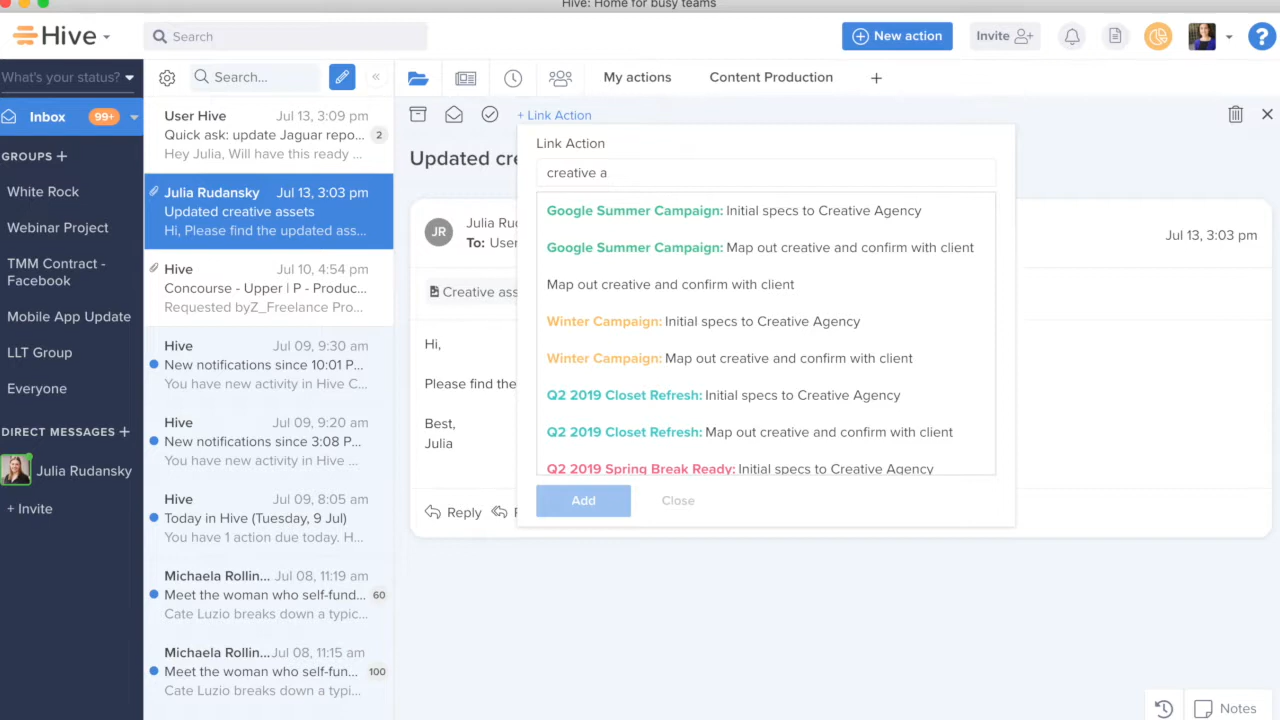 Hive: Home for busy teams
Hive
Search
New action
Invite
?
What's your status?
Search...
My actions
Content Production
+
Inbox
99+
GROUPS +
White Rock
Webinar Project
TMM Contract -
Facebook
Mobile App Update
LLT Group
Everyone
DIRECT MESSAGES +
Julia Rudansky
+ Invite
User Hive Jul 13, 3:09 pm
Quick ask: update Jaguar repo... 2
Hey Julia, Will have this ready ...
Julia Rudansky Jul 13, 3:03 pm
Updated creative assets
Hi, Please find the updated ass...
Hive Jul 10, 4:54 pm
Concourse - Upper | P - Produc...
Requested byZ_Freelance Pro...
Hive Jul 09, 9:30 am
New notifications since 10:01 P...
You have new activity in Hive C...
Hive Jul 09, 9:20 am
New notifications since 3:08 P...
You have new activity in Hive ...
Hive Jul 09, 8:05 am
Today in Hive (Tuesday, 9 Jul)
You have 1 action due today. H...
Michaela Rollin... Jul 08, 11:19 am
Meet the woman who self-fund... 60
Cate Luzio breaks down a typic...
Michaela Rollin... Jul 08, 11:15 am
Meet the woman who self-fun... 100
Cate Luzio breaks down a typi...
+ Link Action
Updated cre
JR
Julia Ru
To: User
Jul 13, 3:03 pm
Creative ass
Hi,
Please find the
Best,
Julia
Reply
Link Action
creative a
Google Summer Campaign: Initial specs to Creative Agency
Google Summer Campaign: Map out creative and confirm with client
Map out creative and confirm with client
Winter Campaign: Initial specs to Creative Agency
Winter Campaign: Map out creative and confirm with client
Q2 2019 Closet Refresh: Initial specs to Creative Agency
Q2 2019 Closet Refresh: Map out creative and confirm with client
Q2 2019 Spring Break Ready: Initial specs to Creative Agency
Add
Close
Notes